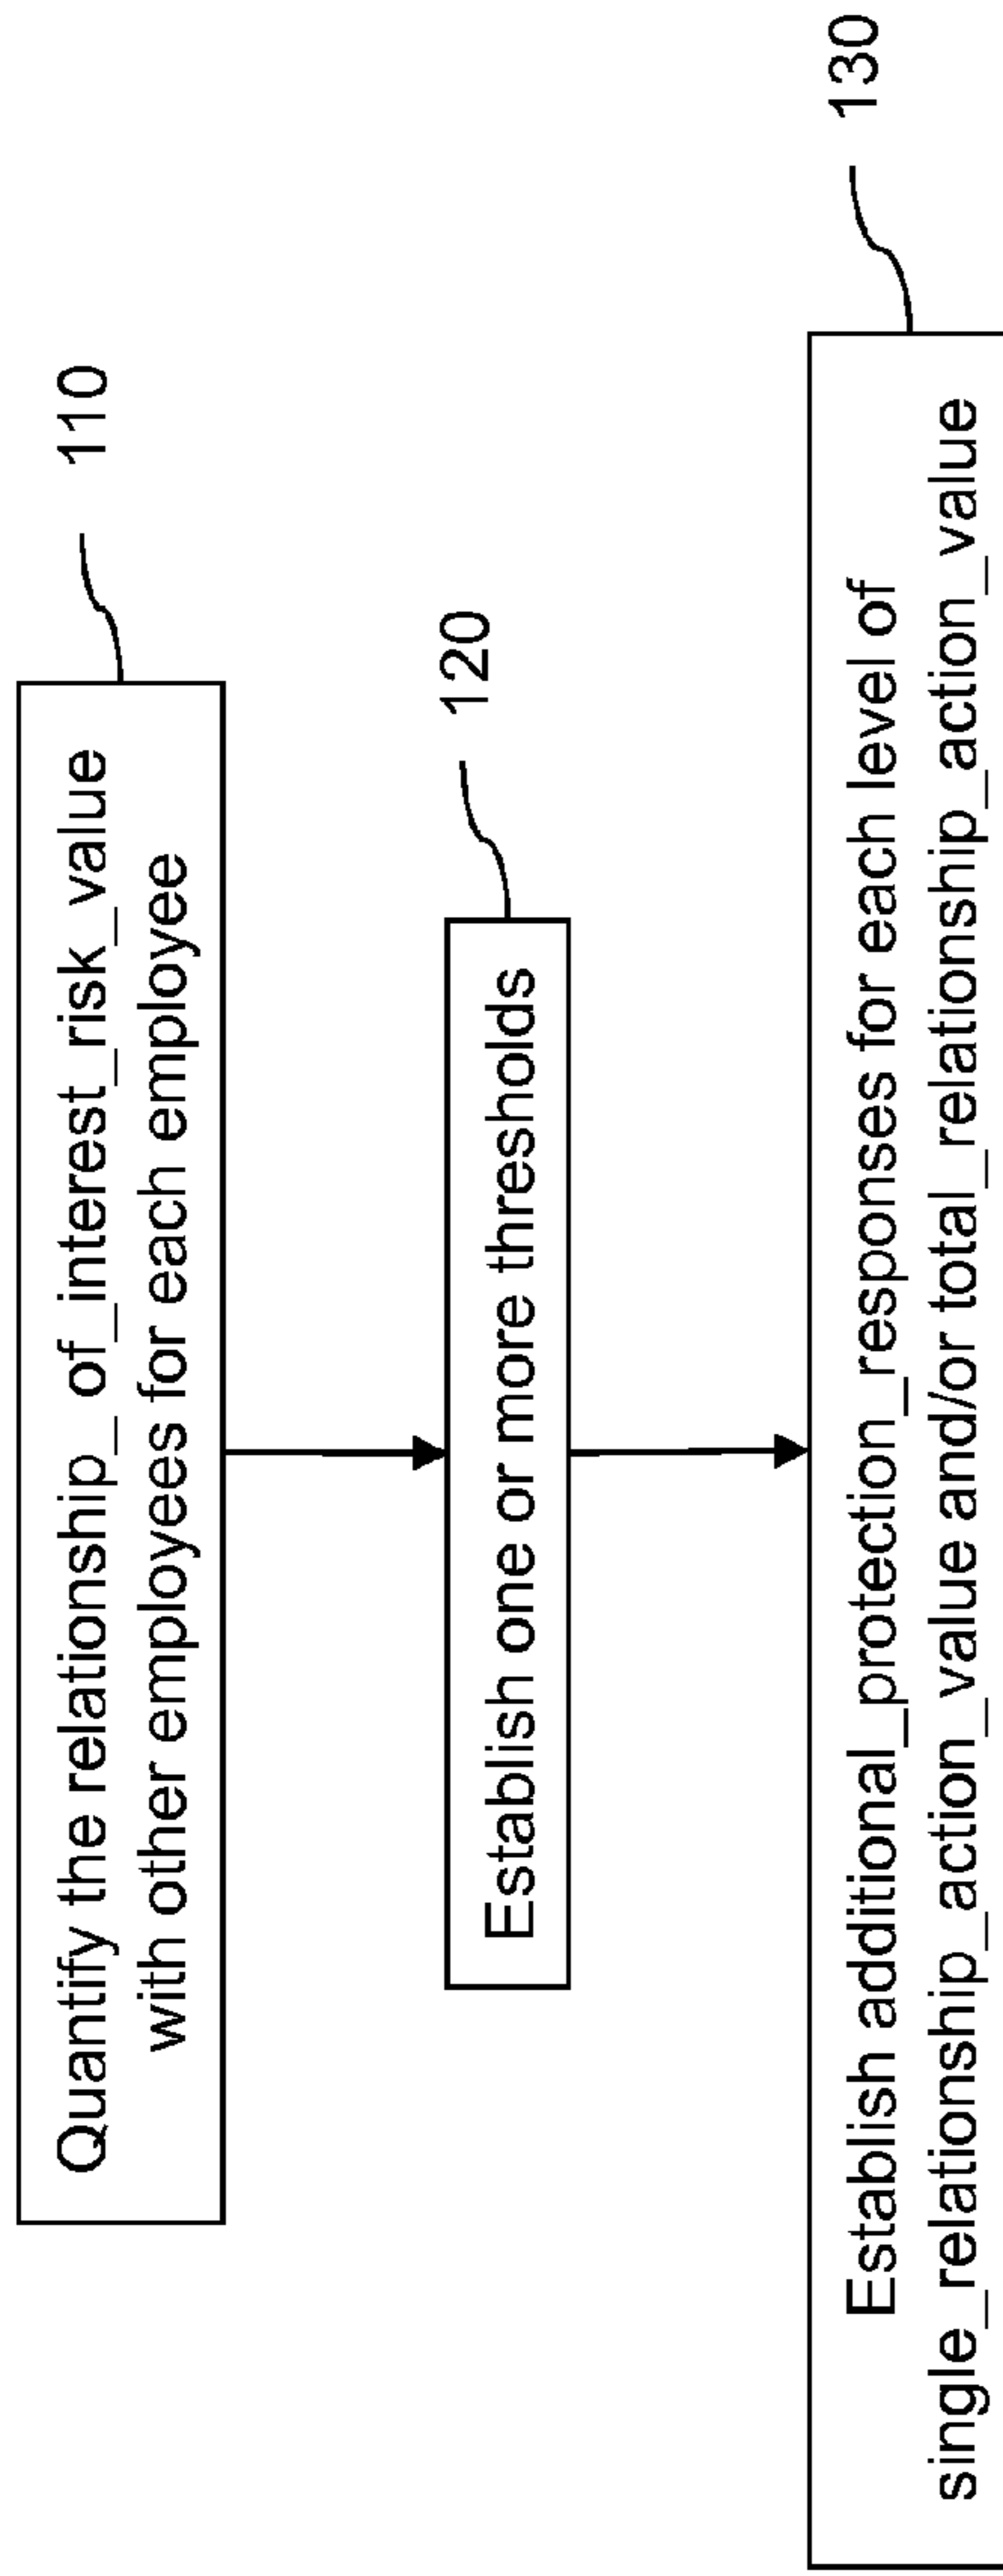 110
Quantify the relationship_ of_interest_risk_value
with other employees for each employee
120
Establish one or more thresholds
130
Establish additional_protection_responses for each level of
single_relationship_action_value and/or total_relationship_action_value